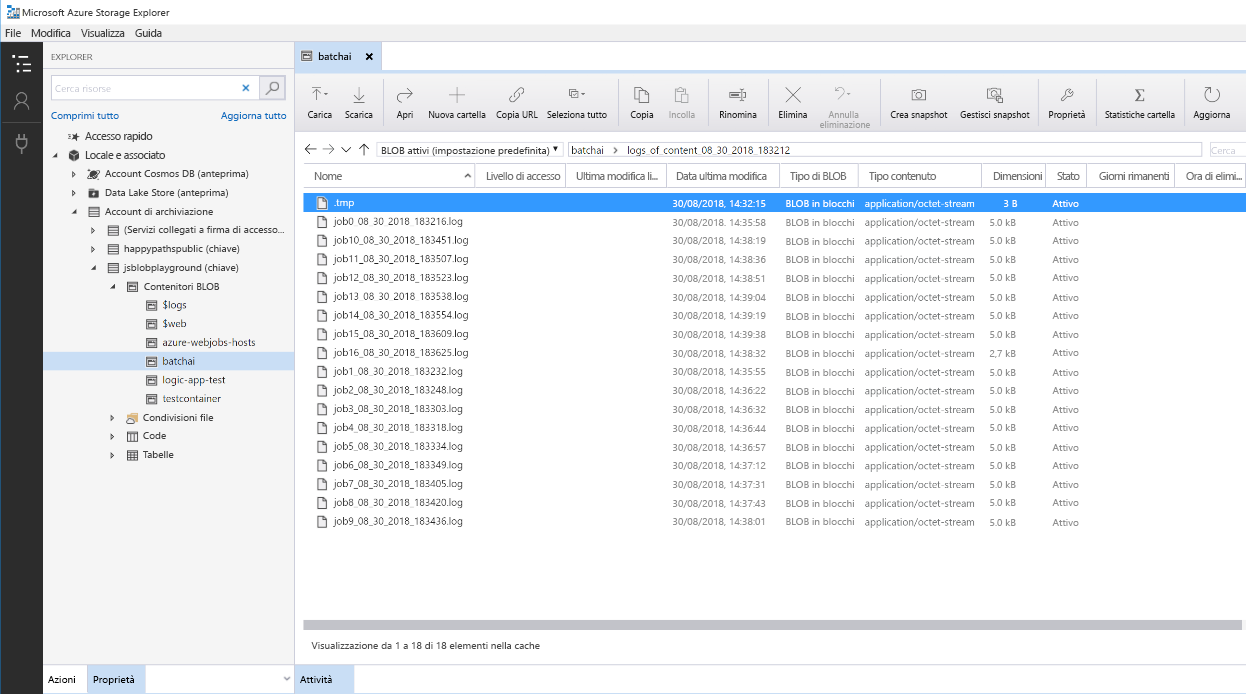 Microsoft Azure Storage Explorer
File Modifica Visualizza Guida
EXPLORER
Cerca risorse
Comprimi tutto Aggiorna tutto
Accesso rapido
Locale e associato
Account Cosmos DB (anteprima)
Data Lake Store (anteprima)
Account di archiviazione
(Servizi collegati a firma di accesso...
happypathspublic (chiave)
jsblobplayground (chiave)
Contenitori BLOB
$logs
$web
azure-webjobs-hosts
batchai
logic-app-test
testcontainer
Condivisioni file
Code
Tabelle
Azioni Proprietà
batchai
Carica Scarica Apri Nuova cartella Copia URL Seleziona tutto Copia Incolla Rinomina Elimina Annulla eliminazione Crea snapshot Gestisci snapshot Proprietà Statistiche cartella Aggiorna
BLOB attivi (impostazione predefinita) batchai > logs_of_content_08_30_2018_183212 Cerca
Nome Livello di accesso Ultima modifica li... Data ultima modifica Tipo di BLOB Tipo contenuto Dimensioni Stato Giorni rimanenti Ora di elimi...
.tmp 30/08/2018, 14:32:15 BLOB in blocchi application/octet-stream 3 B Attivo
job0_08_30_2018_183216.log 30/08/2018, 14:35:58 BLOB in blocchi application/octet-stream 5.0 kB Attivo
job10_08_30_2018_183451.log 30/08/2018, 14:38:19 BLOB in blocchi application/octet-stream 5.0 kB Attivo
job11_08_30_2018_183507.log 30/08/2018, 14:38:36 BLOB in blocchi application/octet-stream 5.0 kB Attivo
job12_08_30_2018_183523.log 30/08/2018, 14:38:51 BLOB in blocchi application/octet-stream 5.0 kB Attivo
job13_08_30_2018_183538.log 30/08/2018, 14:39:04 BLOB in blocchi application/octet-stream 5.0 kB Attivo
job14_08_30_2018_183554.log 30/08/2018, 14:39:19 BLOB in blocchi application/octet-stream 5.0 kB Attivo
job15_08_30_2018_183609.log 30/08/2018, 14:39:38 BLOB in blocchi application/octet-stream 5.0 kB Attivo
job16_08_30_2018_183625.log 30/08/2018, 14:38:32 BLOB in blocchi application/octet-stream 2,7 kB Attivo
job1_08_30_2018_183232.log 30/08/2018, 14:35:55 BLOB in blocchi application/octet-stream 5.0 kB Attivo
job2_08_30_2018_183248.log 30/08/2018, 14:36:22 BLOB in blocchi application/octet-stream 5.0 kB Attivo
job3_08_30_2018_183303.log 30/08/2018, 14:36:32 BLOB in blocchi application/octet-stream 5.0 kB Attivo
job4_08_30_2018_183318.log 30/08/2018, 14:36:44 BLOB in blocchi application/octet-stream 5.0 kB Attivo
job5_08_30_2018_183334.log 30/08/2018, 14:36:57 BLOB in blocchi application/octet-stream 5.0 kB Attivo
job6_08_30_2018_183349.log 30/08/2018, 14:37:12 BLOB in blocchi application/octet-stream 5.0 kB Attivo
job7_08_30_2018_183405.log 30/08/2018, 14:37:31 BLOB in blocchi application/octet-stream 5.0 kB Attivo
job8_08_30_2018_183420.log 30/08/2018, 14:37:43 BLOB in blocchi application/octet-stream 5.0 kB Attivo
job9_08_30_2018_183436.log 30/08/2018, 14:38:01 BLOB in blocchi application/octet-stream 5.0 kB Attivo
Visualizzazione da 1 a 18 di 18 elementi nella cache
Attività